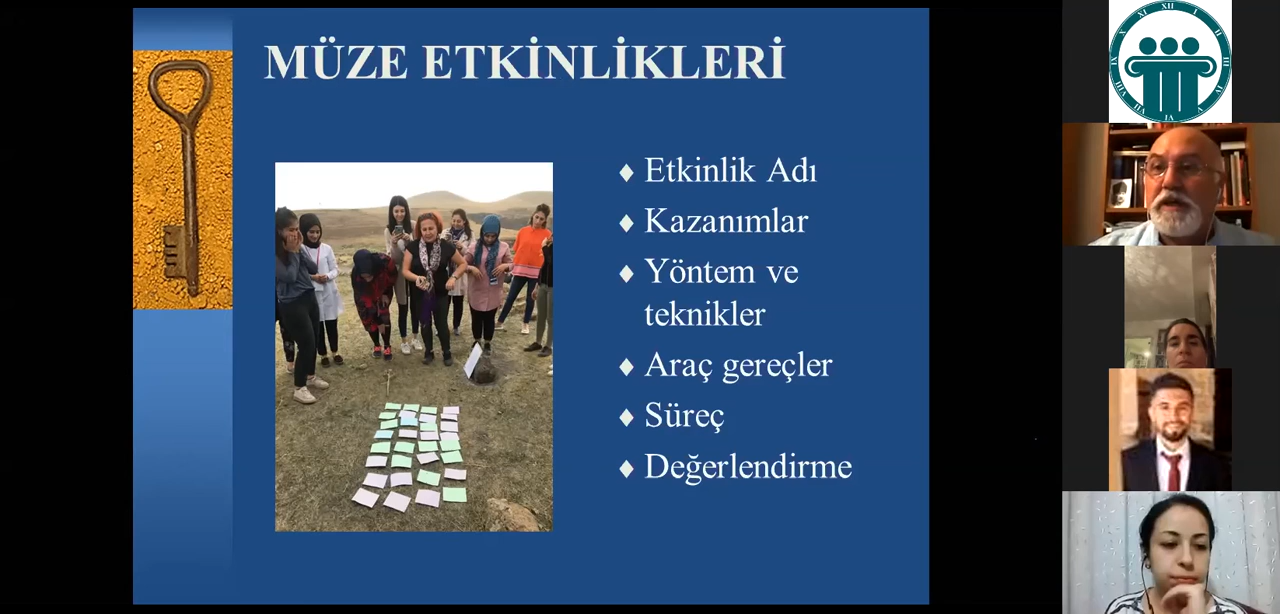 MÜZE ETKİNLİKLERİ
Etkinlik Adı
Kazanımlar
Yöntem ve
teknikler
Araç gereçler
Süreç
Değerlendirme